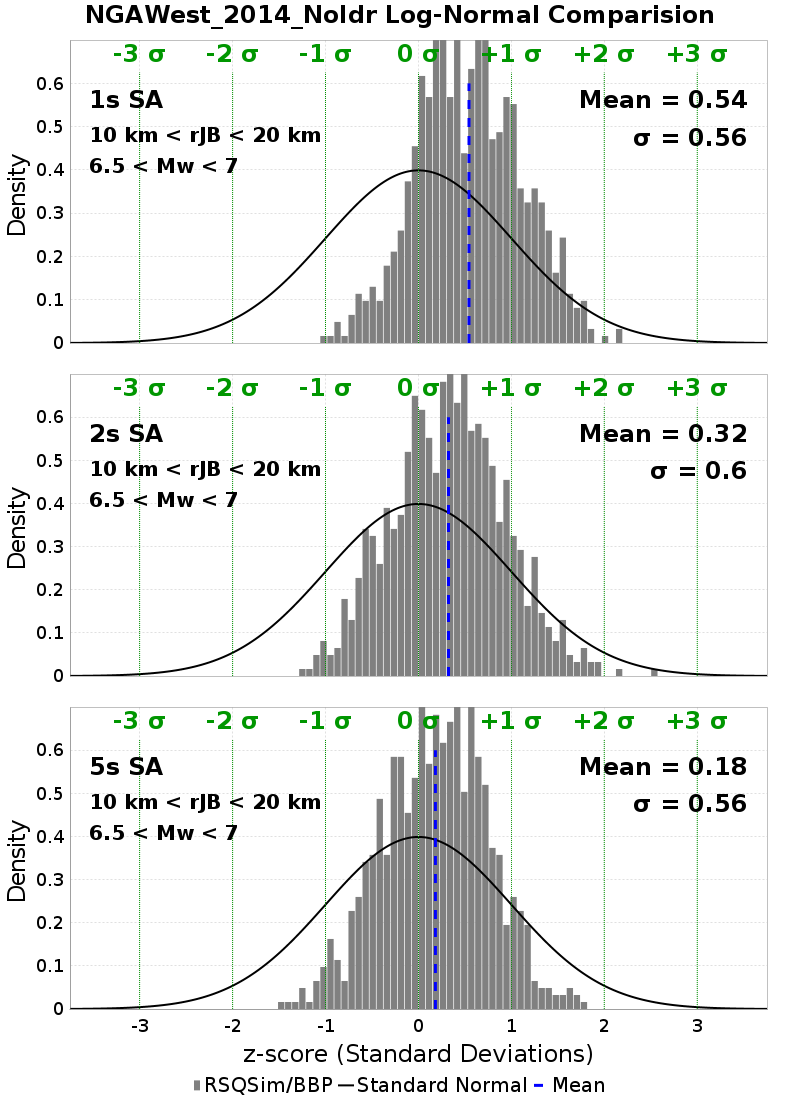 NGAWest_2014_NoIdr Log-Normal Comparision
-3 σ -2 σ -1 σ 0 σ +1 σ +2 σ +3 σ
0.6
1s SA Mean = 0.54
0.5
10 km < rJB < 20 km σ = 0.56
0.4
6.5 < Mw < 7
0.3
0.2
0.1
0
Density
-3 σ -2 σ -1 σ 0 σ +1 σ +2 σ +3 σ
0.6
2s SA Mean = 0.32
0.5
10 km < rJB < 20 km σ = 0.6
0.4
6.5 < Mw < 7
0.3
0.2
0.1
0
Density
-3 σ -2 σ -1 σ 0 σ +1 σ +2 σ +3 σ
0.6
5s SA Mean = 0.18
0.5
10 km < rJB < 20 km σ = 0.56
0.4
6.5 < Mw < 7
0.3
0.2
0.1
0
Density
-3 -2 -1 0 1 2 3
z-score (Standard Deviations)
RSQSim/BBP Standard Normal Mean